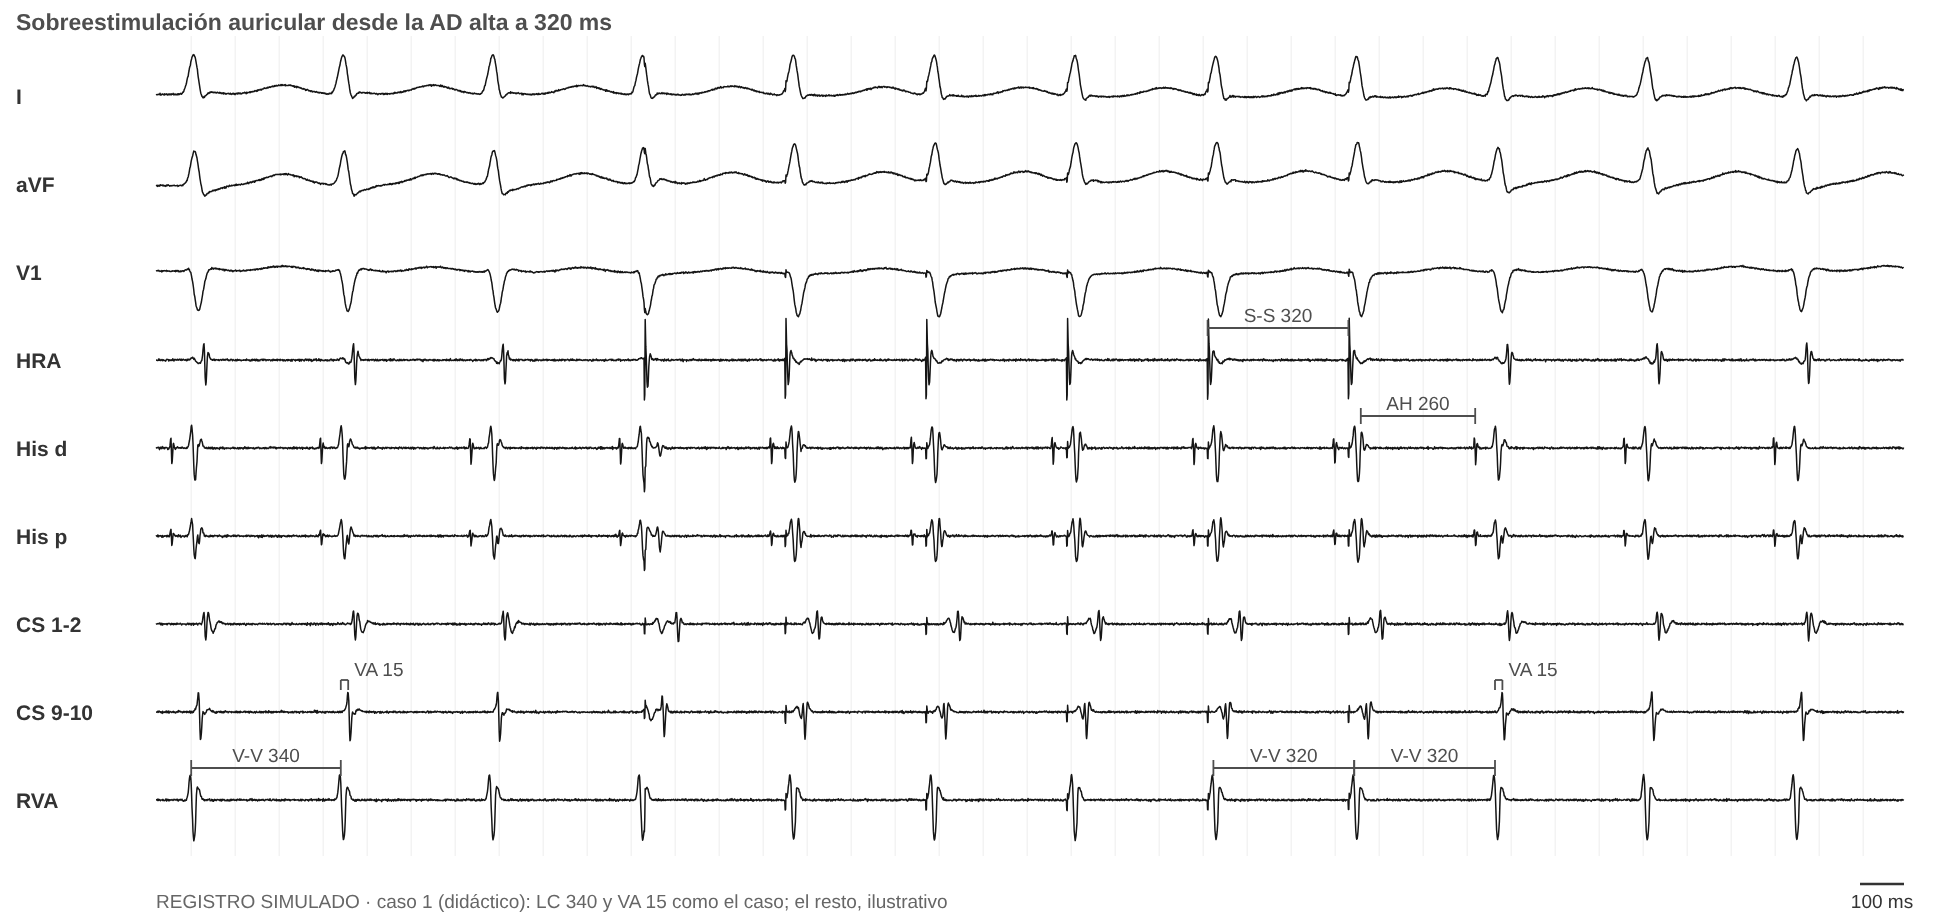 Sobreestimulación auricular desde la AD alta a 320 ms
I
aVF
V1
S-S 320
HRA
AH 260
His d
His p
CS 1-2
VA 15
VA 15
CS 9-10
V-V 340
V-V 320
V-V 320
RVA
REGISTRO SIMULADO · caso 1 (didáctico): LC 340 y VA 15 como el caso; el resto, ilustrativo
100 ms